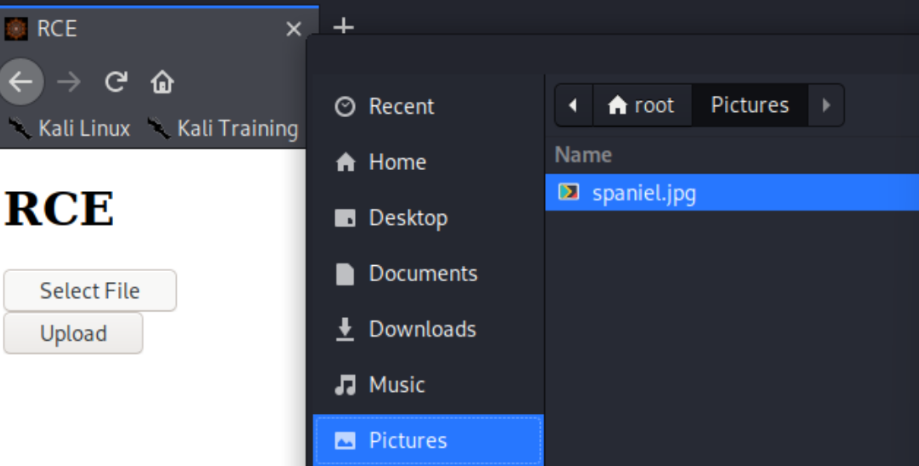 RCE
Kali Linux Kali Training
RCE
Select File
Upload
Recent
Home
Desktop
Documents
Downloads
Music
Pictures
root Pictures
Name
spaniel.jpg